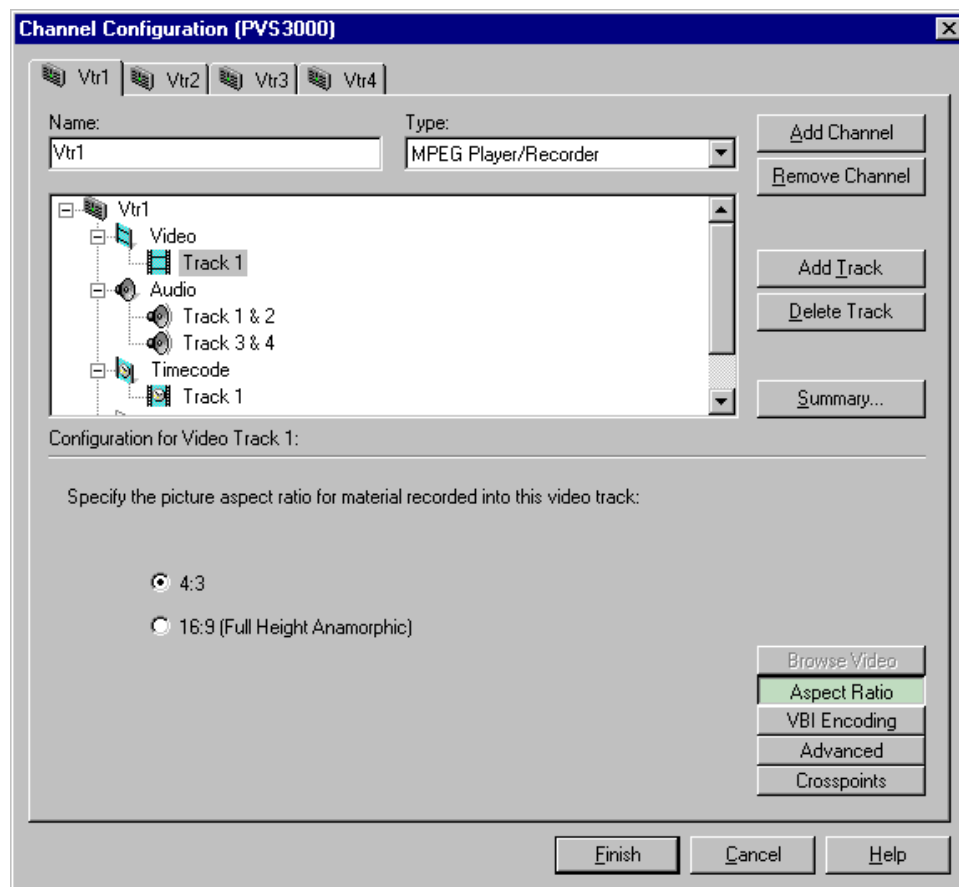 Channel Configuration (PVS3000)
Vtr1 Vtr2 Vtr3 Vtr4
Name: Type:
Vtr1 MPEG Player/Recorder
Add Channel
Remove Channel
Vtr1
Video
Track 1
Audio
Track 1 & 2
Track 3 & 4
Timecode
Track 1
Add Track
Delete Track
Summary...
Configuration for Video Track 1:
Specify the picture aspect ratio for material recorded into this video track:
4:3
16:9 (Full Height Anamorphic)
Browse Video
Aspect Ratio
VBI Encoding
Advanced
Crosspoints
Finish Cancel Help